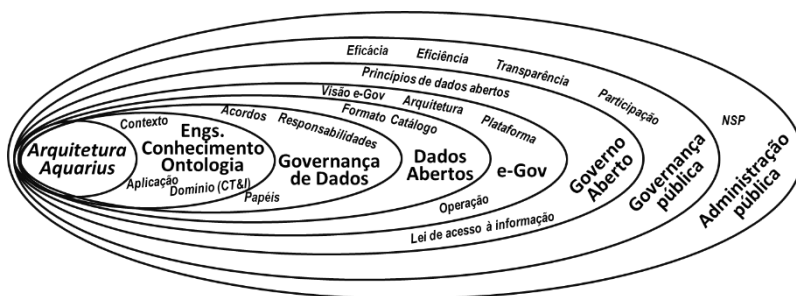 Eficácia
Eficiência
Transparência
Participação
NSP
Princípios de dados abertos
Visão e-Gov
Arquitetura
Plataforma
Acordos
Responsabilidades
Formato Catálogo
Contexto
Arquitetura
Aquarius
Engs.
Conhecimento
Ontologia
Governança
de Dados
Dados
Abertos
e-Gov
Governo
Aberto
Governança
pública
Administração
pública
Aplicação
Domínio (CT&I)
Papéis
Operação
Lei de acesso à informação